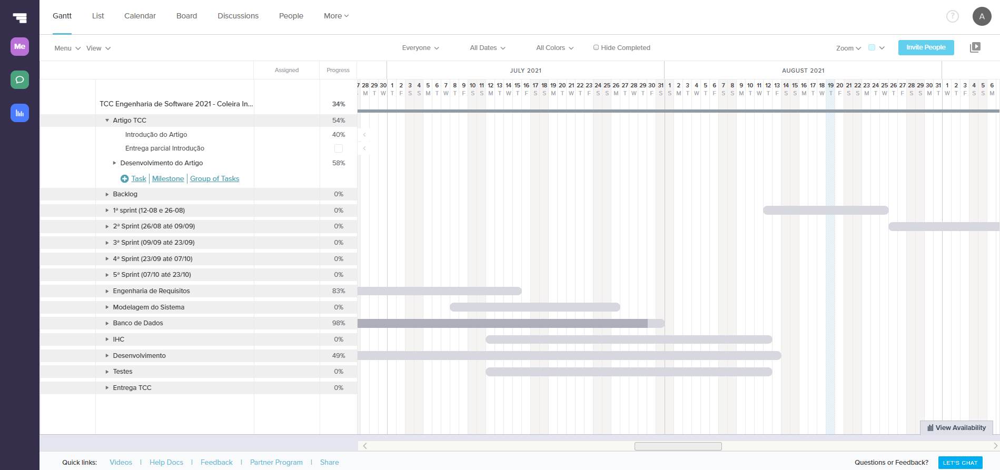 Gantt List Calendar Board Discussions People More ? A
Me
Menu View Everyone All Dates All Colors Hide Completed Zoom Invite People
Assigned Progress JULY 2021 AUGUST 2021
28 29 30 1 2 3 4 5 6 7 8 9 10 11 12 13 14 15 16 17 18 19 20 21 22 23 24 25 26 27 28 29 30 31 1 2 3 4 5 6 7 8 9 10 11 12 13 14 15 16 17 18 19 20 21 22 23 24 25 26 27 28 29 30 31 1 2 3 4 5 6
M T W T F S S M T W T F S S M T W T F S S M T W T F S S M T W T F S S M T W T F S S M T W T F S S M T W T F S S M T W T F S S M T W T F S S M
TCC Engenharia de Software 2021 - Coleira In... 34%
Artigo TCC 54%
Introdução do Artigo 40%
Entrega parcial Introdução
Desenvolvimento do Artigo 58%
Task | Milestone | Group of Tasks
Backlog 0%
1ª sprint (12-08 e 26-08) 0%
2ª Sprint (26/08 até 09/09) 0%
3ª Sprint (09/09 até 23/09) 0%
4ª Sprint (23/09 até 07/10) 0%
5ª Sprint (07/10 até 23/10) 0%
Engenharia de Requisitos 83%
Modelagem do Sistema 0%
Banco de Dados 98%
IHC 0%
Desenvolvimento 49%
Testes 0%
Entrega TCC 0%
View Availability
Quick links: Videos | Help Docs | Feedback | Partner Program | Share Questions or Feedback? LET'S CHAT